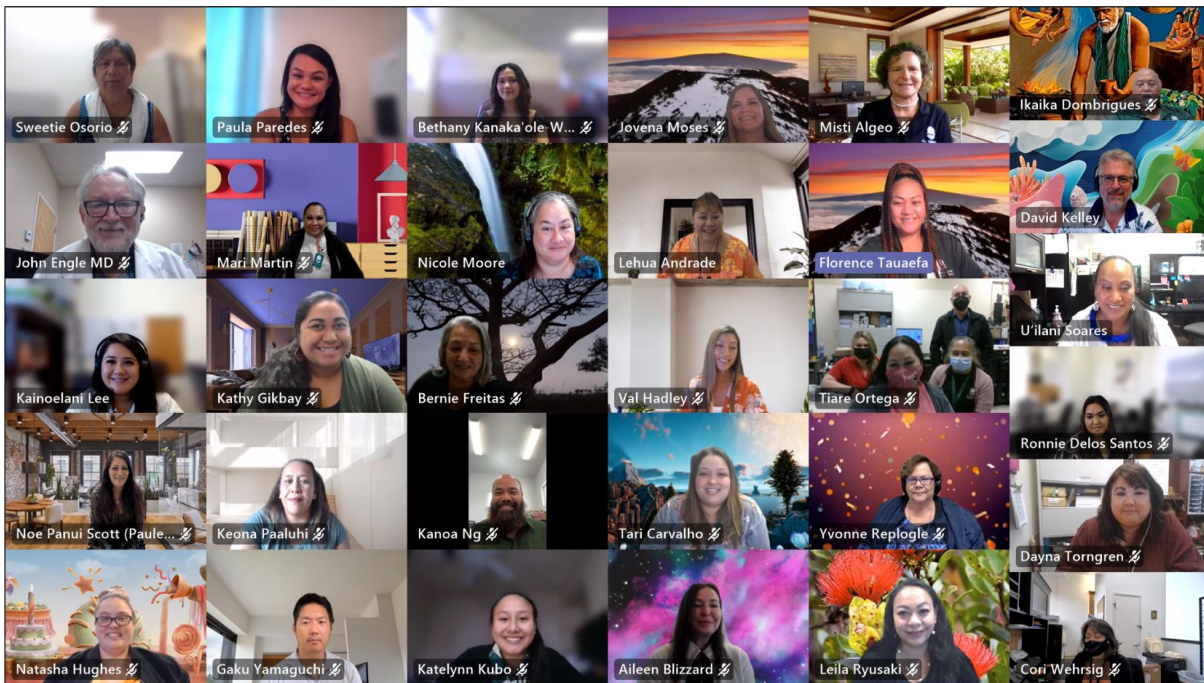 Sweetie Osorio
Paula Paredes
Bethany Kanaka'ole-W...
Jovena Moses
Misti Algeo
Ikaika Dombrigues
John Engle MD
Mari Martin
Nicole Moore
Lehua Andrade
Florence Tauaefa
David Kelley
Kainoelani Lee
Kathy Gikbay
Bernie Freitas
Val Hadley
Tiare Ortega
U'ilani Soares
Noe Panui Scott (Paule...
Keona Paaluhi
Kanoa Ng
Tari Carvalho
Yvonne Replogle
Ronnie Delos Santos
Natasha Hughes
Gaku Yamaguchi
Katelynn Kubo
Aileen Blizzard
Leila Ryusaki
Dayna Torngren
Cori Wehrsig